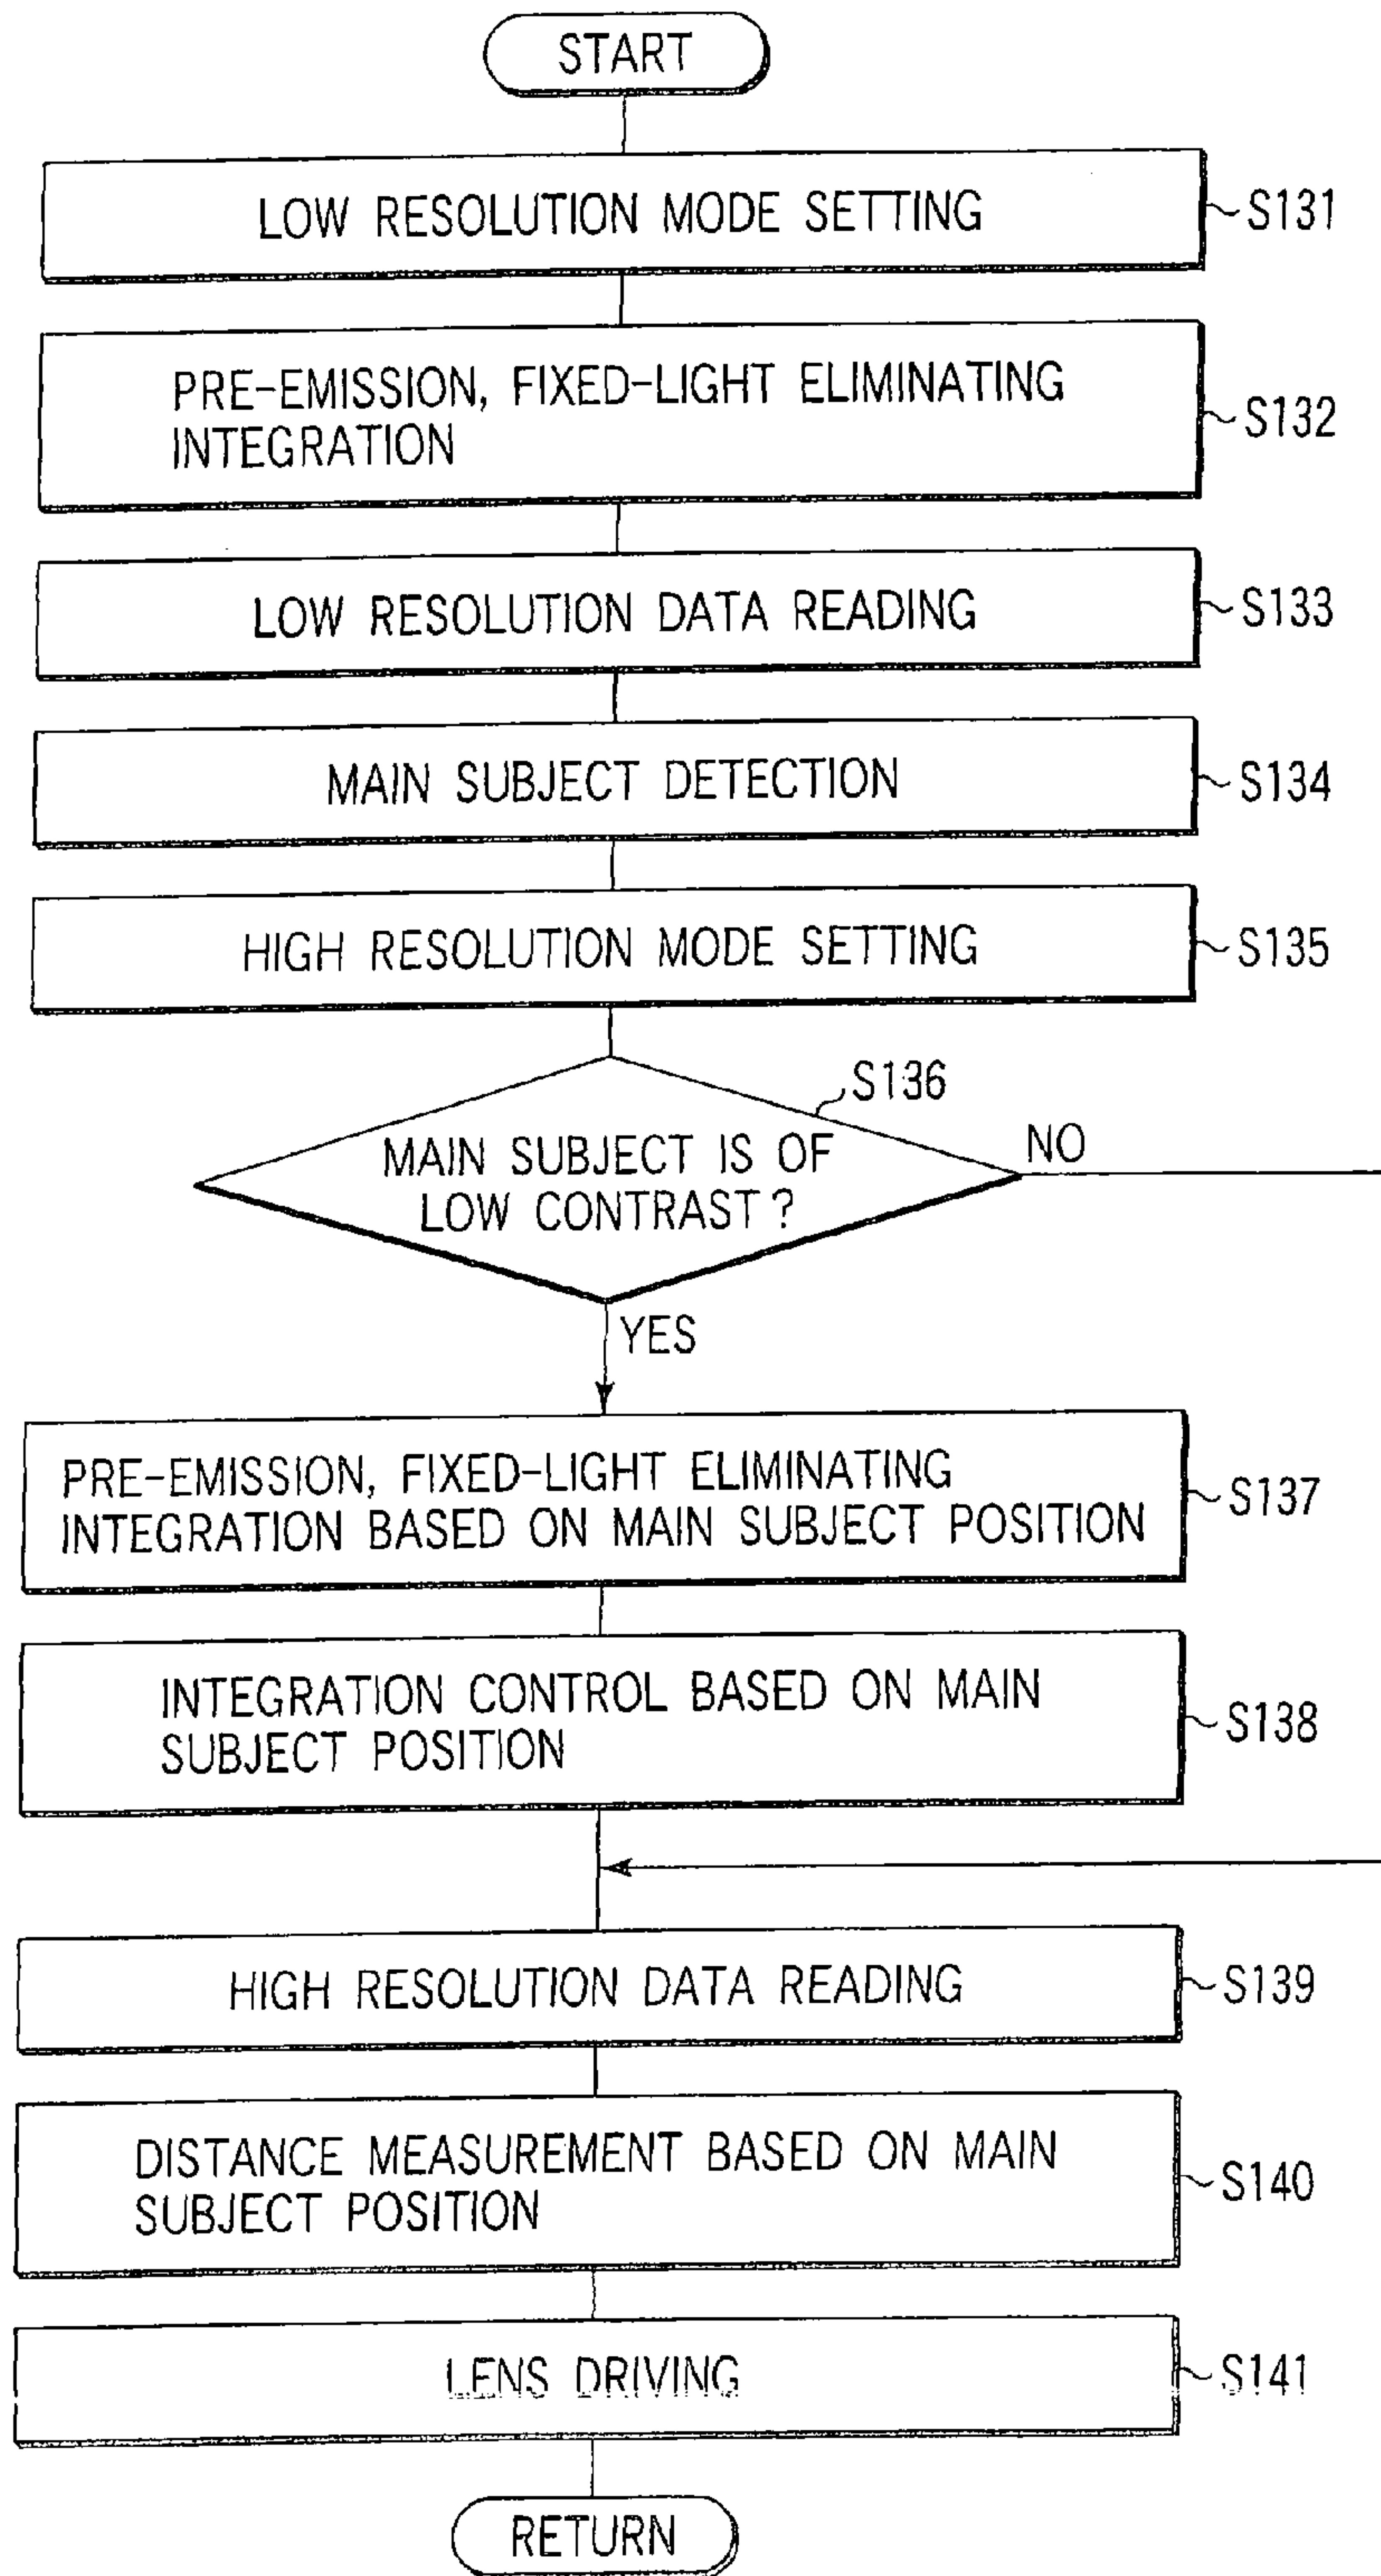 START
LOW RESOLUTION MODE SETTING
S131
PRE-EMISSION, FIXED-LIGHT ELIMINATING
INTEGRATION
S132
LOW RESOLUTION DATA READING
S133
MAIN SUBJECT DETECTION
S134
HIGH RESOLUTION MODE SETTING
S135
S136
MAIN SUBJECT IS OF
LOW CONTRAST?
NO
YES
PRE-EMISSION, FIXED-LIGHT ELIMINATING
INTEGRATION BASED ON MAIN SUBJECT POSITION
S137
INTEGRATION CONTROL BASED ON MAIN
SUBJECT POSITION
S138
HIGH RESOLUTION DATA READING
S139
DISTANCE MEASUREMENT BASED ON MAIN
SUBJECT POSITION
S140
LENS DRIVING
S141
RETURN